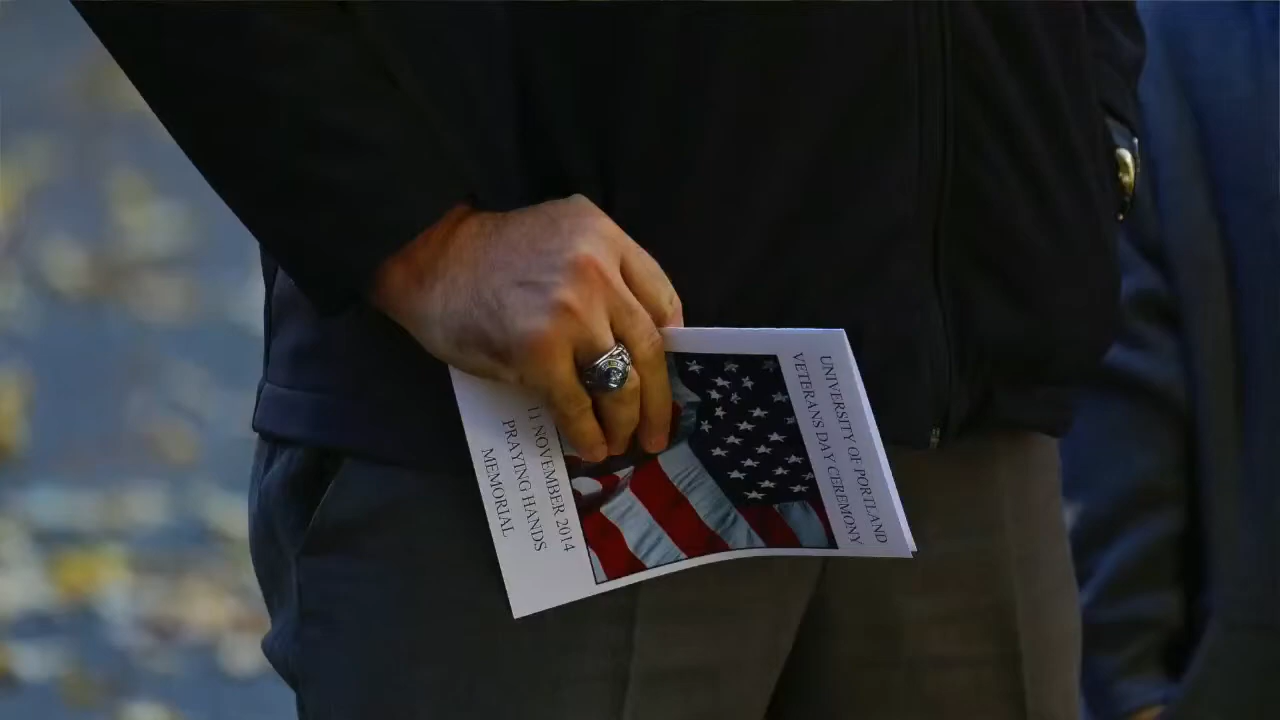 UNIVERSITY OF PORTLAND
VETERANS DAY CEREMONY
11 NOVEMBER 2014
PRAYING HANDS
MEMORIAL